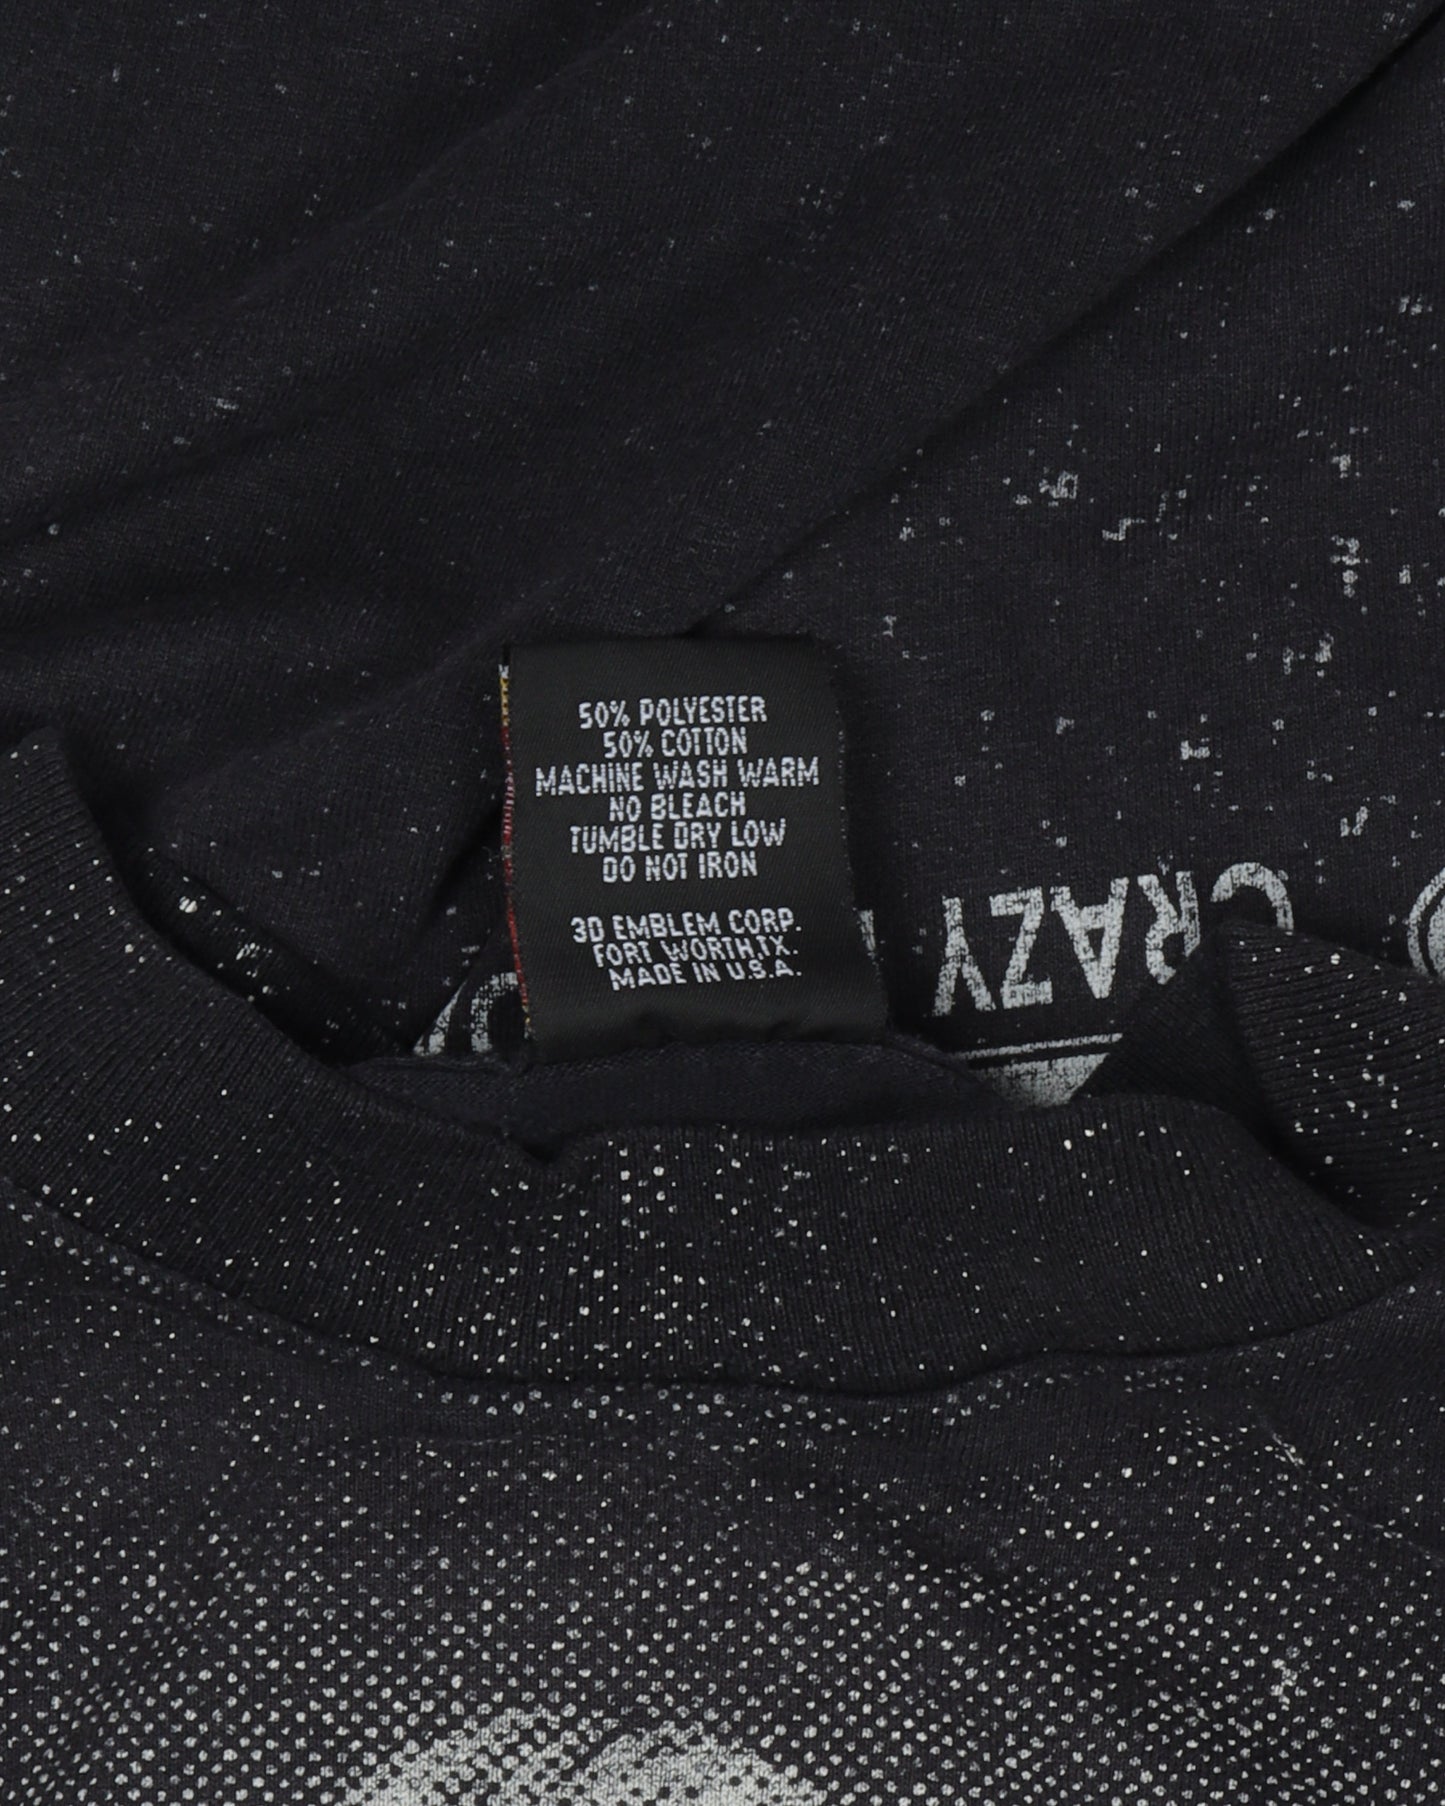 50% POLYESTER
50% COTTON
MACHINE WASH WARM
NO BLEACH
TUMBLE DRY LOW
DO NOT IRON
3D EMBLEM CORP.
FORT WORTH,TX.
MADE IN U.S.A.
CRAZY